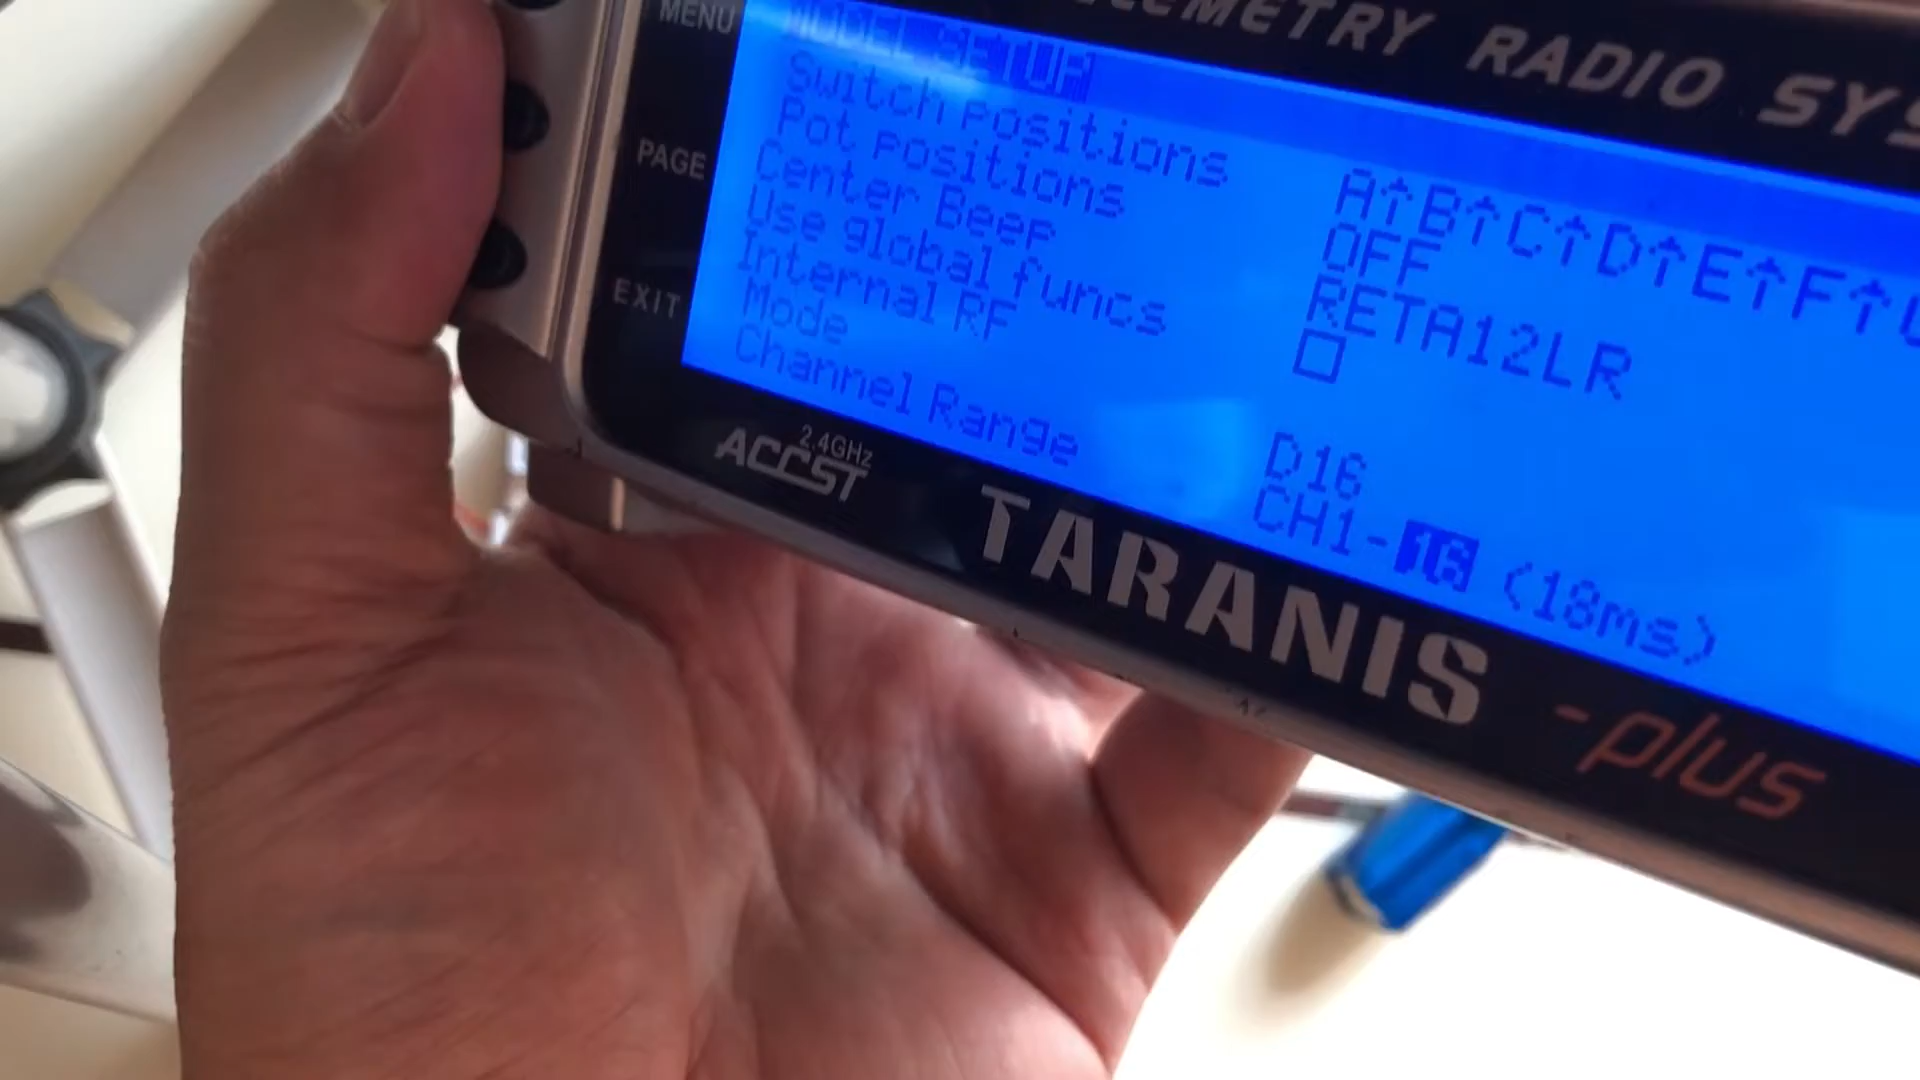 TELEMETRY RADIO SYS
MENU
PAGE
EXIT
MODEL SETUP
Switch positions A↑B↑C↑D↑E↑F↑
Pot positions OFF
Center Beep RETA12LR
Use global funcs □
Internal RF
Mode D16
Channel Range CH1-16 (18ms)
2.4GHz
ACCST
TARANIS -plus